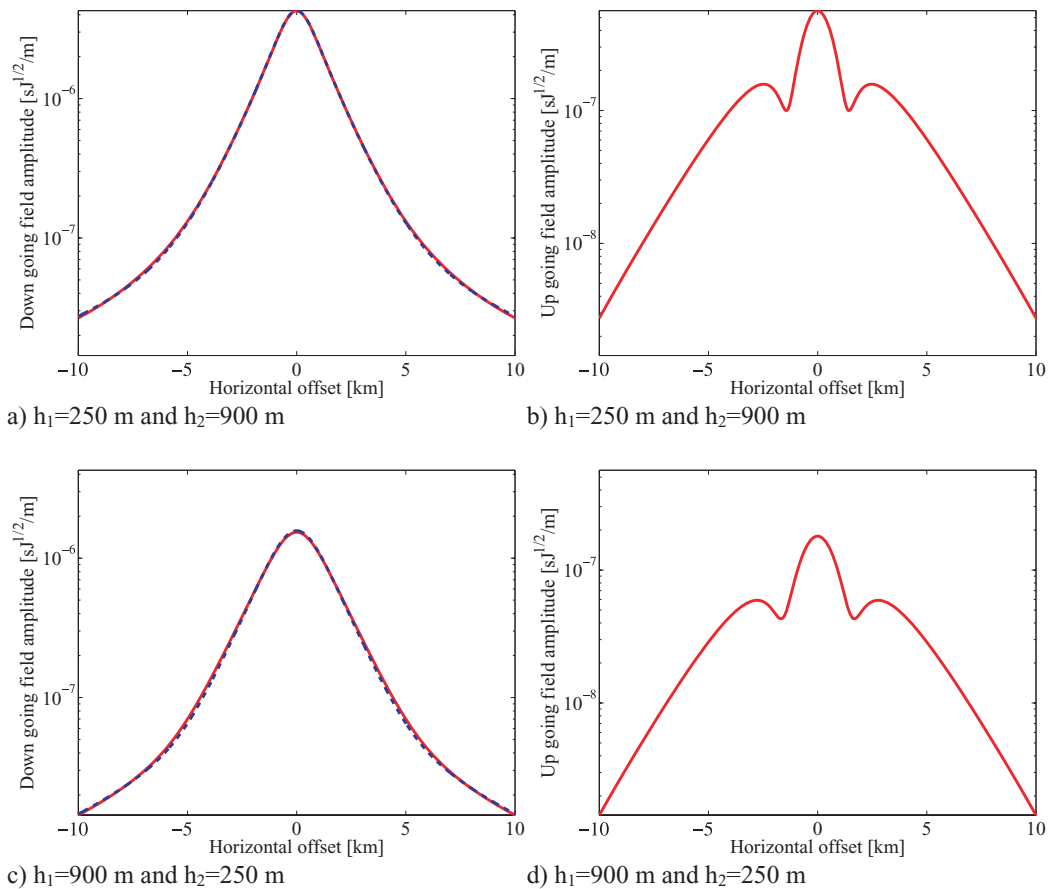 Down going field amplitude [sJ^{1/2}/m]
10^{-6}
10^{-7}
−10 −5 0 5 10
Horizontal offset [km]
a) h₁=250 m and h₂=900 m
Up going field amplitude [sJ^{1/2}/m]
10^{-7}
10^{-8}
−10 −5 0 5 10
Horizontal offset [km]
b) h₁=250 m and h₂=900 m
Down going field amplitude [sJ^{1/2}/m]
10^{-6}
10^{-7}
−10 −5 0 5 10
Horizontal offset [km]
c) h₁=900 m and h₂=250 m
Up going field amplitude [sJ^{1/2}/m]
10^{-7}
10^{-8}
−10 −5 0 5 10
Horizontal offset [km]
d) h₁=900 m and h₂=250 m